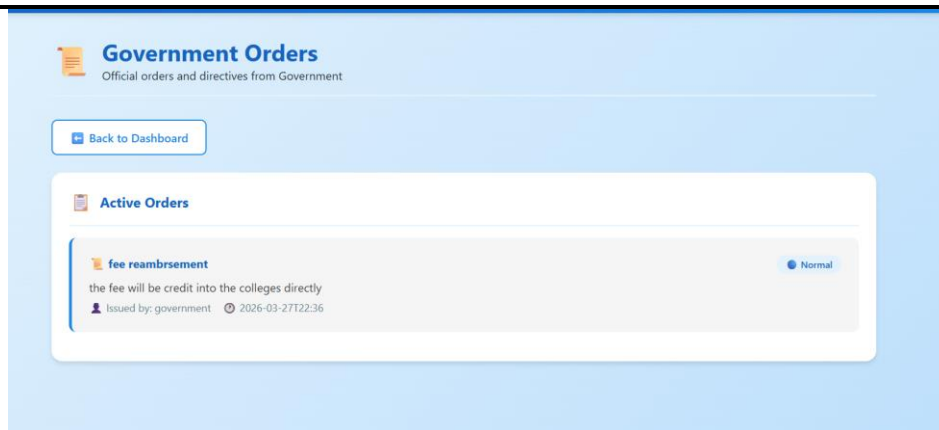 Government Orders
Official orders and directives from Government
Back to Dashboard
Active Orders
fee reambrsement
Normal
the fee will be credit into the colleges directly
Issued by: government 2026-03-27T22:36